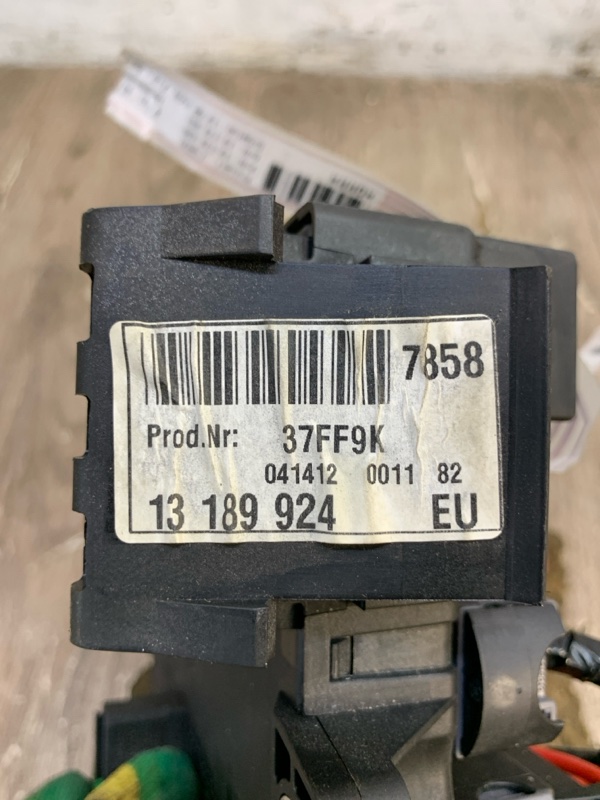 7858
Prod.Nr: 37FF9K
041412 0011 82
13 189 924 EU